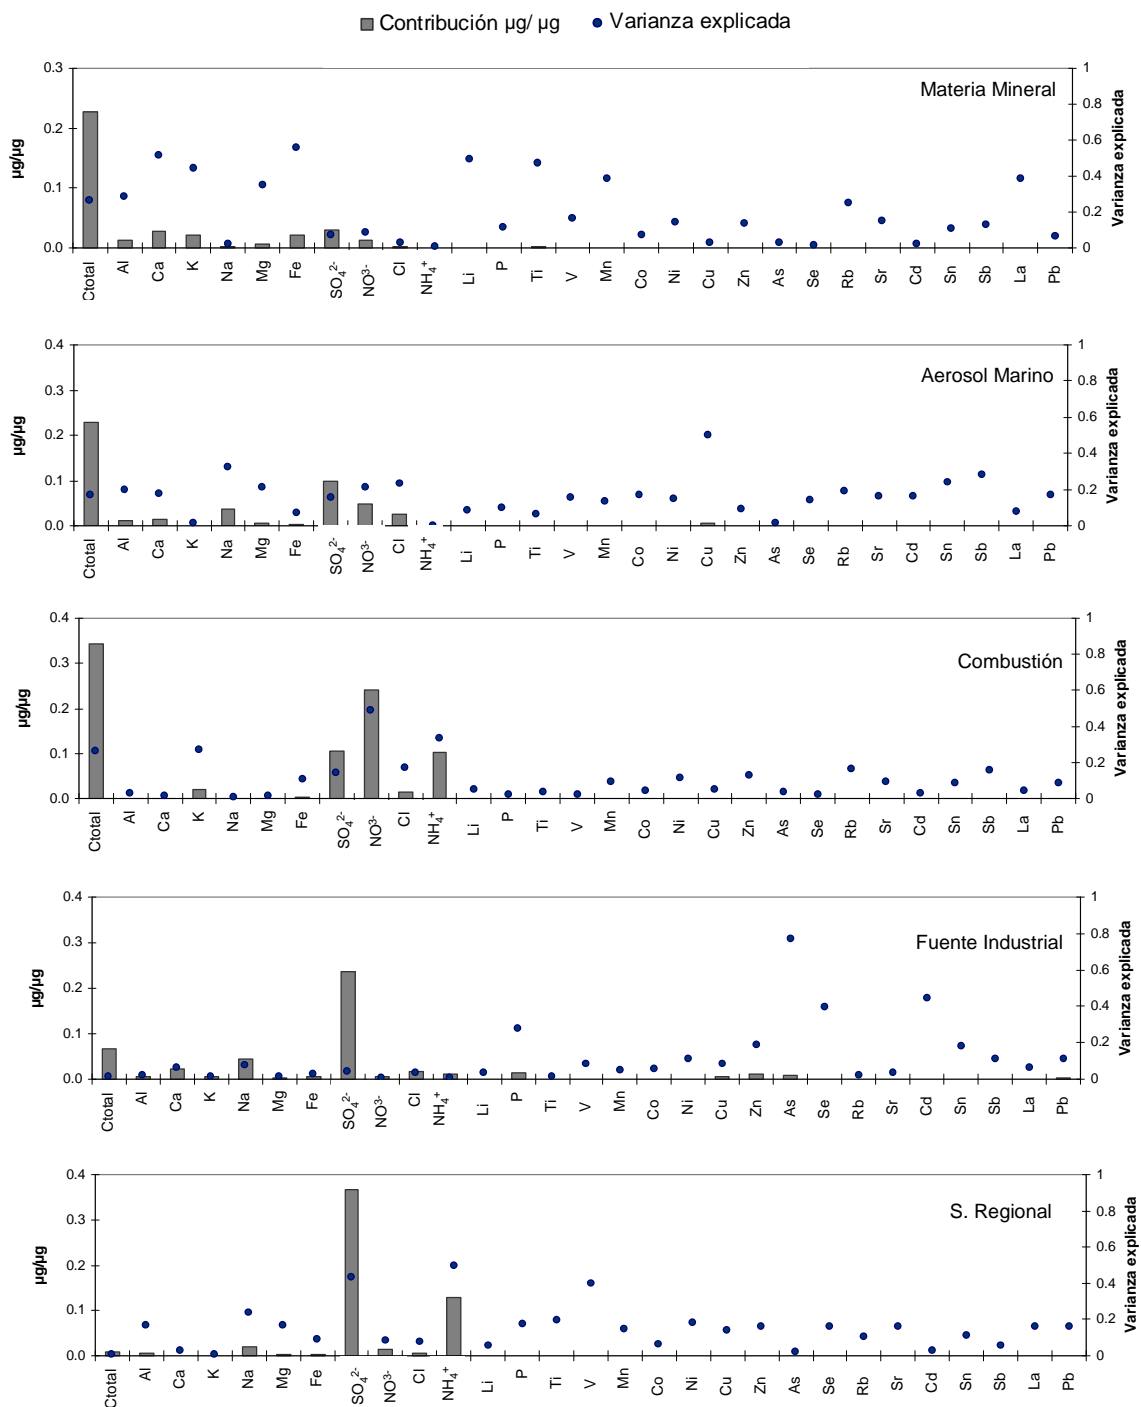 Contribución µg/ µg Varianza explicada
Materia Mineral
µg/µg
Varianza explicada
0.3
0.2
0.1
0.0
1
0.8
0.6
0.4
0.2
0
Ctotal Al Ca K Na Mg Fe SO₄²⁻ NO³⁻ Cl NH₄⁺ Li P Ti V Mn Co Ni Cu Zn As Se Rb Sr Cd Sn Sb La Pb
Aerosol Marino
µg/µg
Varianza explicada
0.4
0.3
0.2
0.1
0.0
1
0.8
0.6
0.4
0.2
0
Ctotal Al Ca K Na Mg Fe SO₄²⁻ NO³⁻ Cl NH₄⁺ Li P Ti V Mn Co Ni Cu Zn As Se Rb Sr Cd Sn Sb La Pb
Combustión
µg/µg
Varianza explicada
0.4
0.3
0.2
0.1
0.0
1
0.8
0.6
0.4
0.2
0
Ctotal Al Ca K Na Mg Fe SO₄²⁻ NO³⁻ Cl NH₄⁺ Li P Ti V Mn Co Ni Cu Zn As Se Rb Sr Cd Sn Sb La Pb
Fuente Industrial
µg/µg
Varianza explicada
0.4
0.3
0.2
0.1
0.0
1
0.8
0.6
0.4
0.2
0
Ctotal Al Ca K Na Mg Fe SO₄²⁻ NO³⁻ Cl NH₄⁺ Li P Ti V Mn Co Ni Cu Zn As Se Rb Sr Cd Sn Sb La Pb
S. Regional
µg/µg
Varianza explicada
0.4
0.3
0.2
0.1
0.0
1
0.8
0.6
0.4
0.2
0
Ctotal Al Ca K Na Mg Fe SO₄²⁻ NO³⁻ Cl NH₄⁺ Li P Ti V Mn Co Ni Cu Zn As Se Rb Sr Cd Sn Sb La Pb